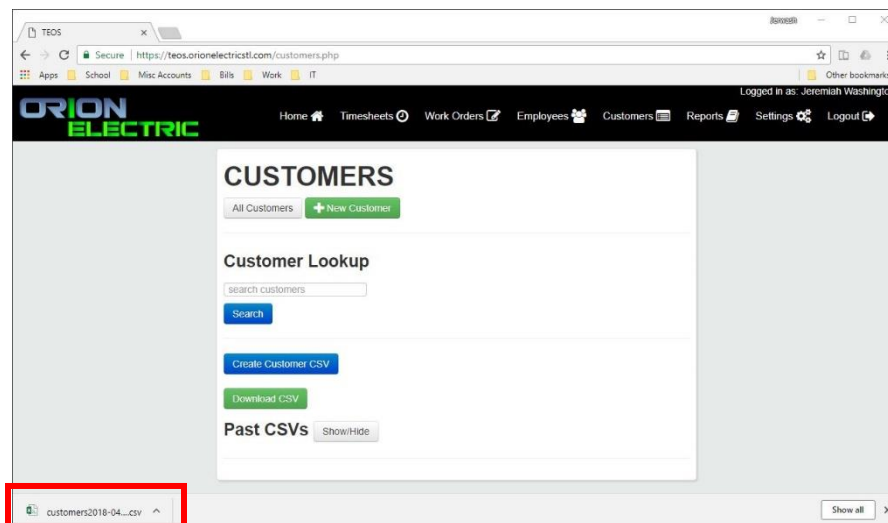 Jeremiah
TEOS
Secure | https://teos.orionelectricstl.com/customers.php
Apps School Misc Accounts Bills Work IT Other bookmarks
Logged in as: Jeremiah Washingto
ORION
ELECTRIC
Home Timesheets Work Orders Employees Customers Reports Settings Logout
CUSTOMERS
All Customers New Customer
Customer Lookup
search customers
Search
Create Customer CSV
Download CSV
Past CSVs Show/Hide
customers2018-04....csv Show all